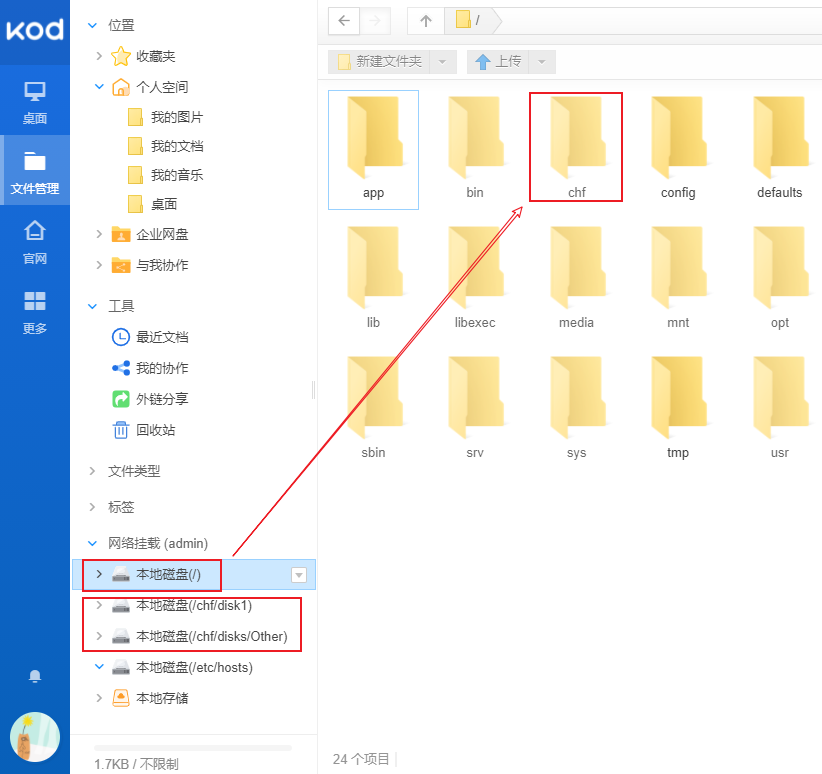 kod
桌面
文件管理
官网
更多
位置
收藏夹
个人空间
我的图片
我的文档
我的音乐
桌面
企业网盘
与我协作
工具
最近文档
我的协作
外链分享
回收站
文件类型
标签
网络挂载 (admin)
本地磁盘(/)
本地磁盘(/chf/disk1)
本地磁盘(/chf/disks/Other)
本地磁盘(/etc/hosts)
本地存储
1.7KB / 不限制
/
新建文件夹 上传
app bin chf config defaults
lib libexec media mnt opt
sbin srv sys tmp usr
24 个项目